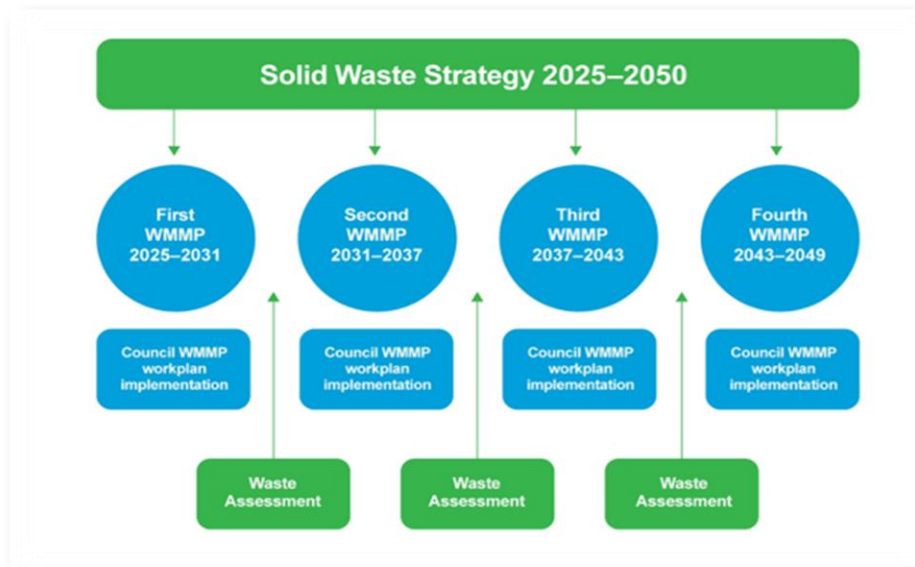 Solid Waste Strategy 2025–2050
First
WMMP
2025–2031
Second
WMMP
2031–2037
Third
WMMP
2037–2043
Fourth
WMMP
2043–2049
Council WMMP
workplan
implementation
Council WMMP
workplan
implementation
Council WMMP
workplan
implementation
Council WMMP
workplan
implementation
Waste
Assessment
Waste
Assessment
Waste
Assessment